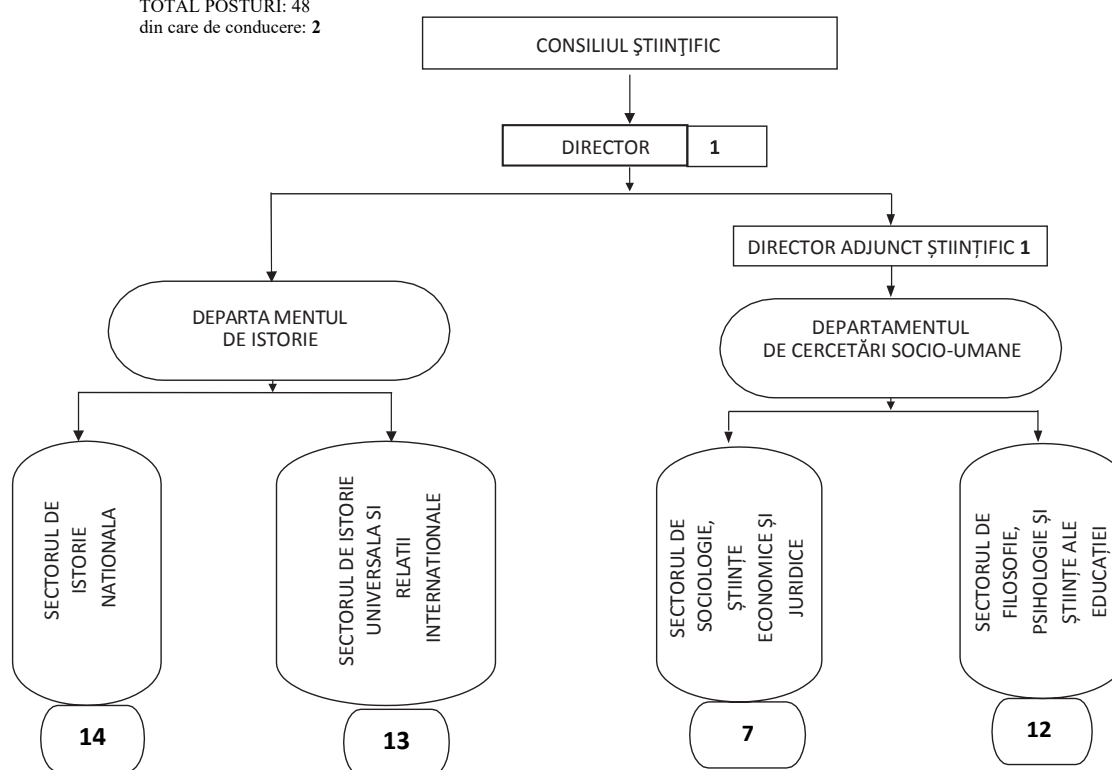 TOTAL POSTURI: 48
din care de conducere: 2
CONSILIUL ŞTIINŢIFIC
DIRECTOR 1
DIRECTOR ADJUNCT ȘTIINȚIFIC 1
DEPARTA MENTUL
DE ISTORIE
DEPARTAMENTUL
DE CERCETĂRI SOCIO-UMANE
SECTORUL DE
ISTORIE
NATIONALA
SECTORUL DE ISTORIE
UNIVERSALA SI
RELATII
INTERNATIONALE
SECTORUL DE
SOCIOLOGIE,
ȘTIINȚE
ECONOMICE ȘI
JURIDICE
SECTORUL DE
FILOSOFIE,
PSIHOLOGIE ȘI
ȘTIINȚE ALE
EDUCAȚIEI
14
13
7
12